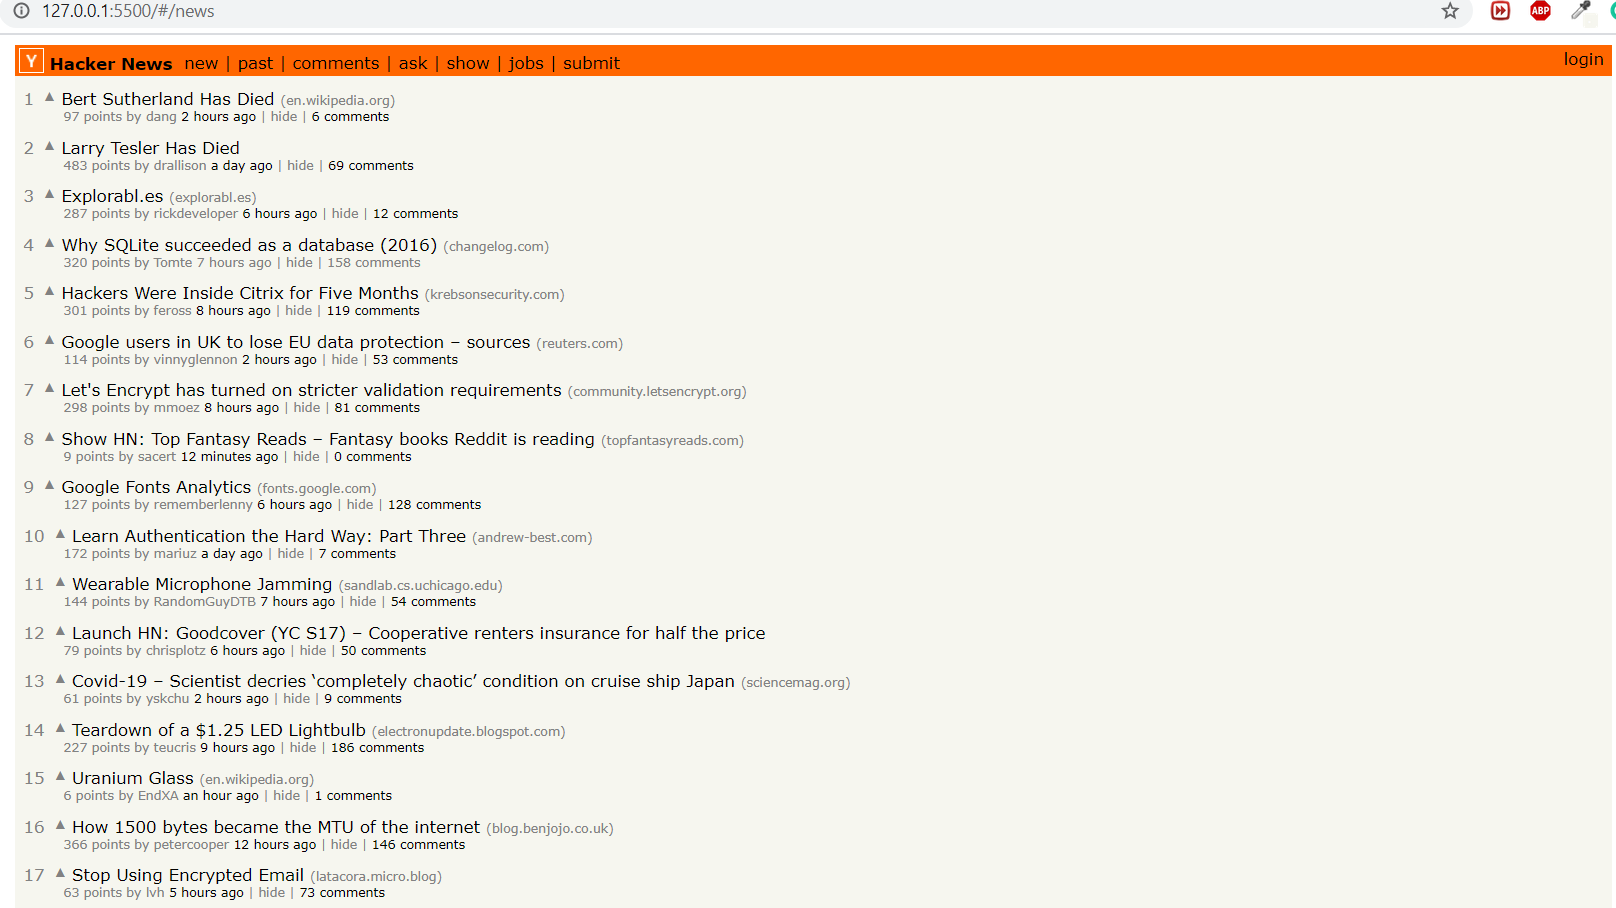 127.0.0.1:5500/#/news
ABP
Y Hacker News new | past | comments | ask | show | jobs | submit login
1 ▲ Bert Sutherland Has Died (en.wikipedia.org)
97 points by dang 2 hours ago | hide | 6 comments
2 ▲ Larry Tesler Has Died
483 points by drallison a day ago | hide | 69 comments
3 ▲ Explorabl.es (explorabl.es)
287 points by rickdeveloper 6 hours ago | hide | 12 comments
4 ▲ Why SQLite succeeded as a database (2016) (changelog.com)
320 points by Tomte 7 hours ago | hide | 158 comments
5 ▲ Hackers Were Inside Citrix for Five Months (krebsonsecurity.com)
301 points by feross 8 hours ago | hide | 119 comments
6 ▲ Google users in UK to lose EU data protection – sources (reuters.com)
114 points by vinnyglennon 2 hours ago | hide | 53 comments
7 ▲ Let's Encrypt has turned on stricter validation requirements (community.letsencrypt.org)
298 points by mmoez 8 hours ago | hide | 81 comments
8 ▲ Show HN: Top Fantasy Reads – Fantasy books Reddit is reading (topfantasyreads.com)
9 points by sacert 12 minutes ago | hide | 0 comments
9 ▲ Google Fonts Analytics (fonts.google.com)
127 points by rememberlenny 6 hours ago | hide | 128 comments
10 ▲ Learn Authentication the Hard Way: Part Three (andrew-best.com)
172 points by mariuz a day ago | hide | 7 comments
11 ▲ Wearable Microphone Jamming (sandlab.cs.uchicago.edu)
144 points by RandomGuyDTB 7 hours ago | hide | 54 comments
12 ▲ Launch HN: Goodcover (YC S17) – Cooperative renters insurance for half the price
79 points by chrisplotz 6 hours ago | hide | 50 comments
13 ▲ Covid-19 – Scientist decries ‘completely chaotic’ condition on cruise ship Japan (sciencemag.org)
61 points by yskchu 2 hours ago | hide | 9 comments
14 ▲ Teardown of a $1.25 LED Lightbulb (electronupdate.blogspot.com)
227 points by teucris 9 hours ago | hide | 186 comments
15 ▲ Uranium Glass (en.wikipedia.org)
6 points by EndXA an hour ago | hide | 1 comments
16 ▲ How 1500 bytes became the MTU of the internet (blog.benjojo.co.uk)
366 points by petercooper 12 hours ago | hide | 146 comments
17 ▲ Stop Using Encrypted Email (latacora.micro.blog)
63 points by lvh 5 hours ago | hide | 73 comments